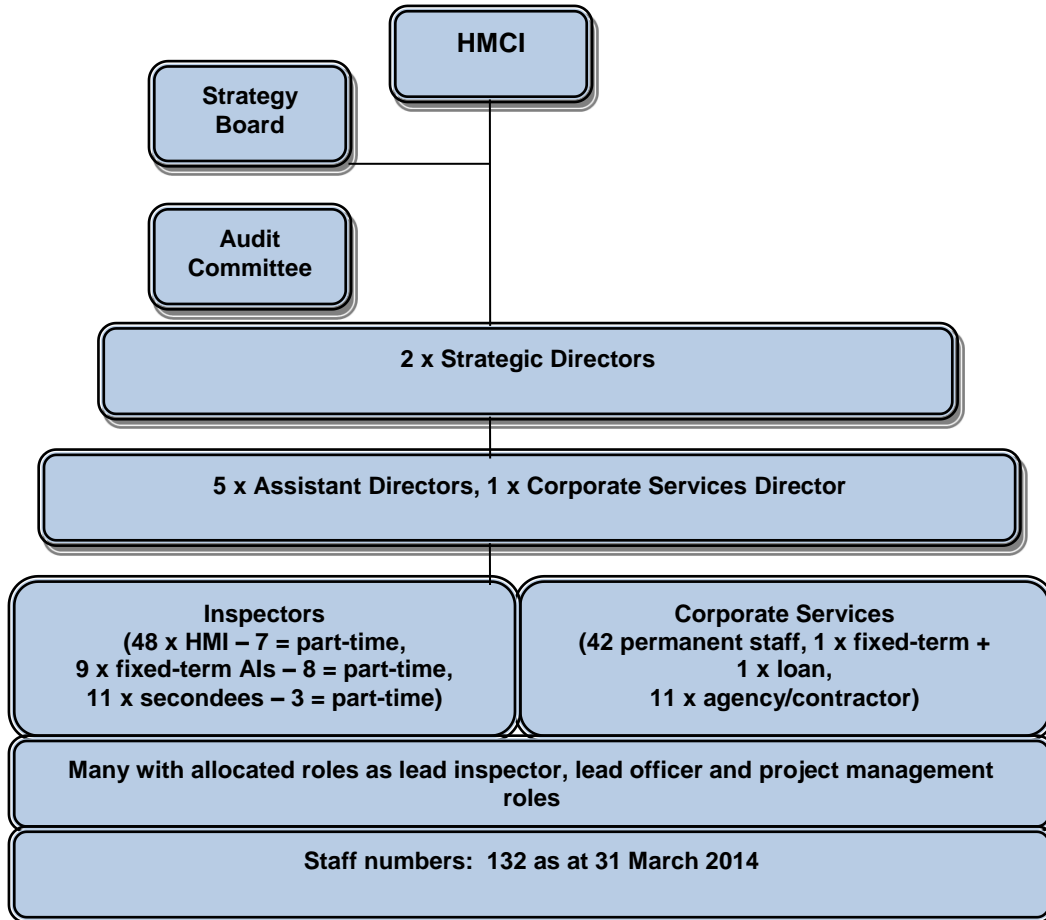 HMCI
Strategy
Board
Audit
Committee
2 x Strategic Directors
5 x Assistant Directors, 1 x Corporate Services Director
Inspectors
(48 x HMI – 7 = part-time,
9 x fixed-term AIs – 8 = part-time,
11 x secondees – 3 = part-time)
Corporate Services
(42 permanent staff, 1 x fixed-term +
1 x loan,
11 x agency/contractor)
Many with allocated roles as lead inspector, lead officer and project management
roles
Staff numbers:  132 as at 31 March 2014